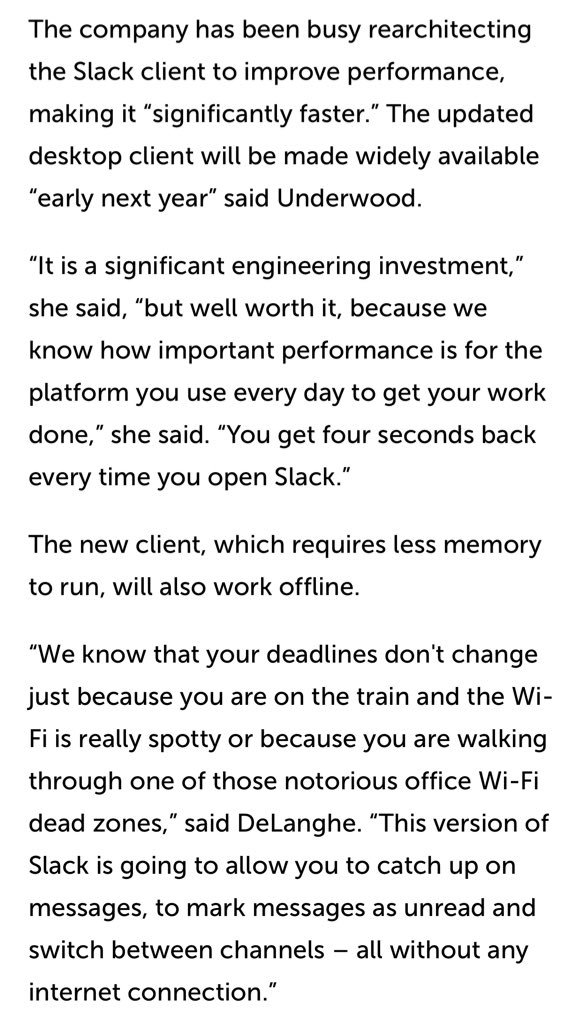 The company has been busy rearchitecting
the Slack client to improve performance,
making it “significantly faster.” The updated
desktop client will be made widely available
“early next year” said Underwood.
“It is a significant engineering investment,”
she said, “but well worth it, because we
know how important performance is for the
platform you use every day to get your work
done,” she said. “You get four seconds back
every time you open Slack.”
The new client, which requires less memory
to run, will also work offline.
“We know that your deadlines don't change
just because you are on the train and the Wi-
Fi is really spotty or because you are walking
through one of those notorious office Wi-Fi
dead zones,” said DeLanghe. “This version of
Slack is going to allow you to catch up on
messages, to mark messages as unread and
switch between channels – all without any
internet connection.”